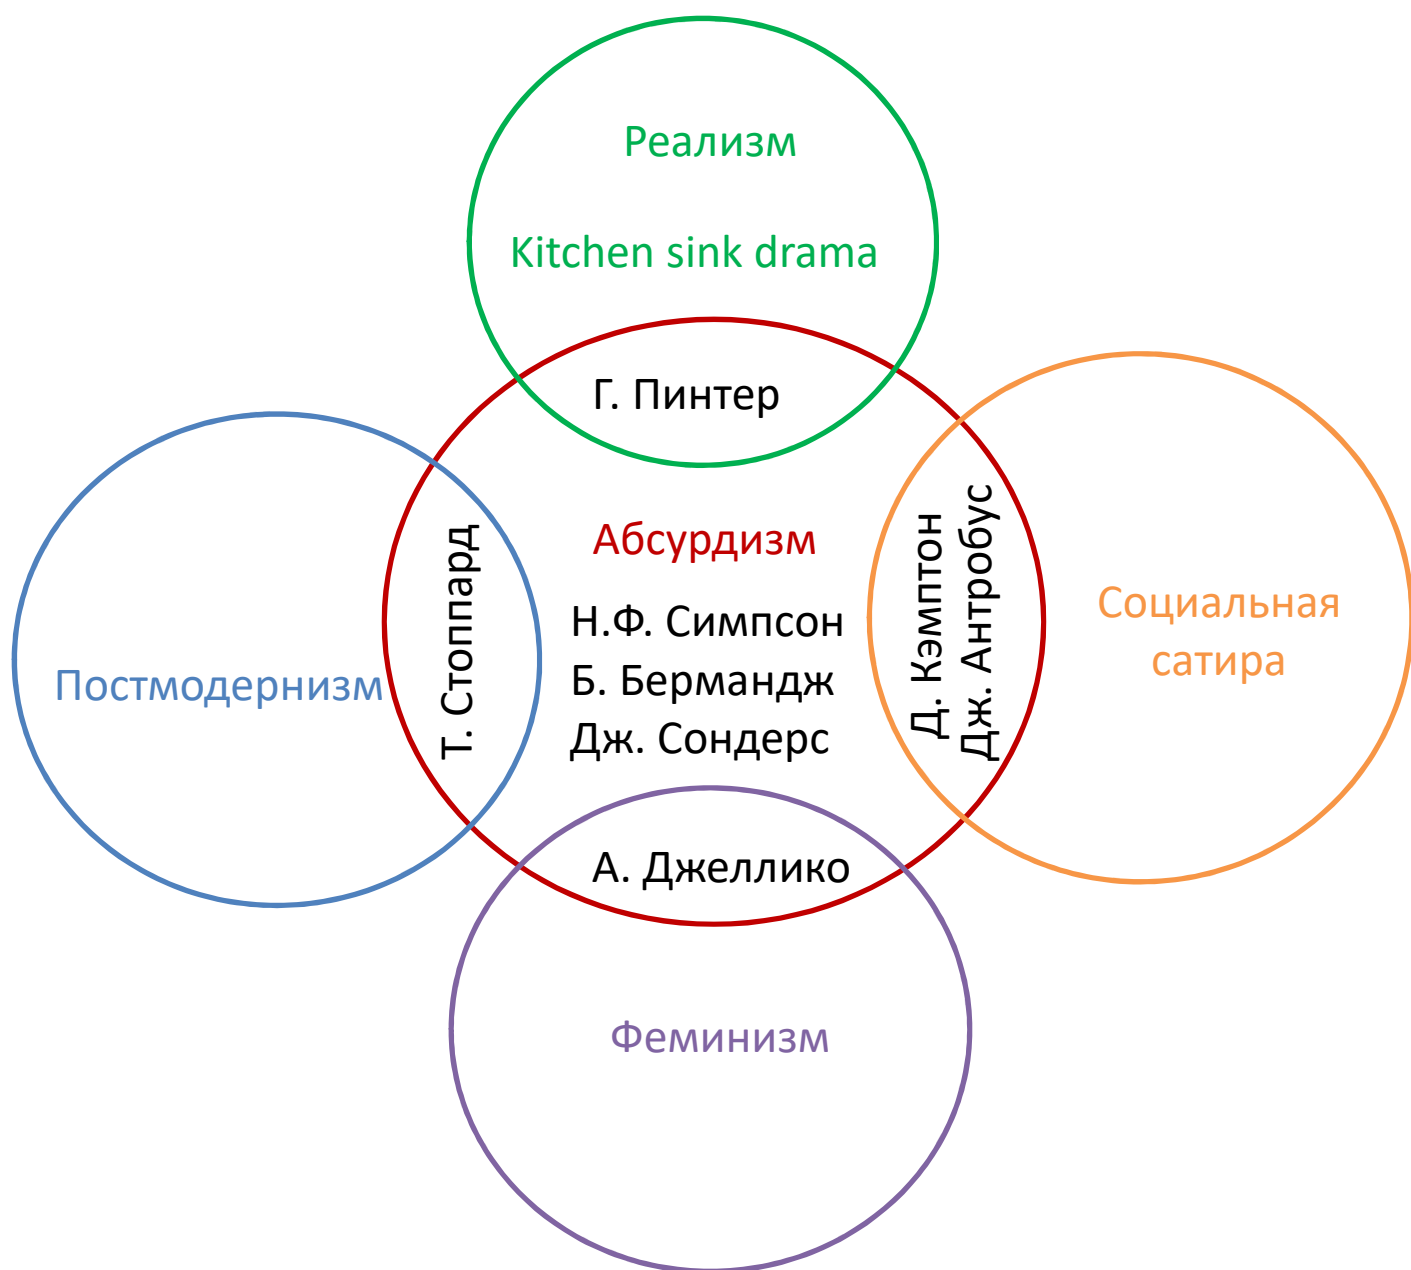 Реализм
Kitchen sink drama
Г. Пинтер
Абсурдизм
Н.Ф. Симпсон
Б. Бермандж
Дж. Сондерс
Т. Стоппард
Постмодернизм
Д. Кэмптон
Дж. Антробус
Социальная
сатира
А. Джеллико
Феминизм